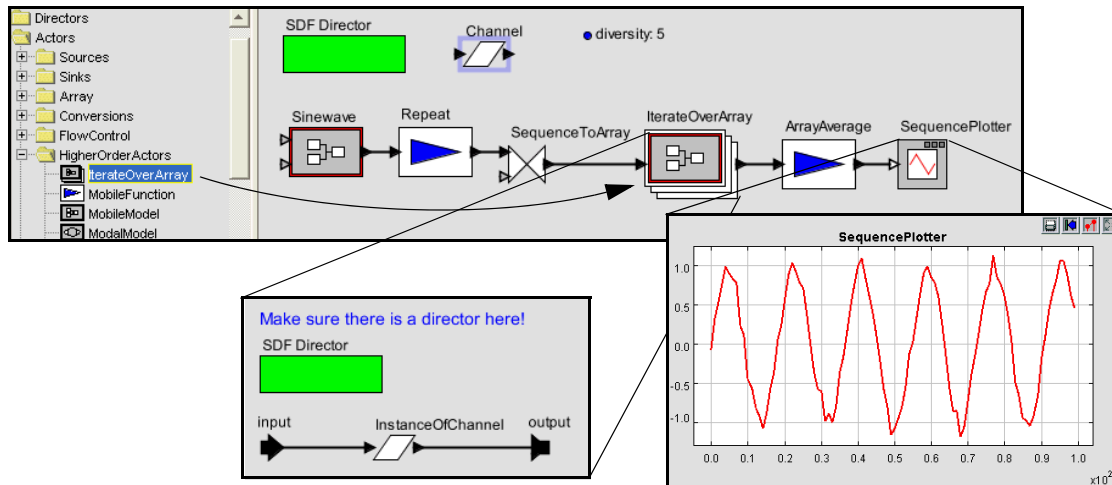 Directors
Actors
Sources
Sinks
Array
Conversions
FlowControl
HigherOrderActors
IterateOverArray
MobileFunction
MobileModel
ModalModel
SDF Director
Channel
diversity: 5
Sinewave
Repeat
SequenceToArray
IterateOverArray
ArrayAverage
SequencePlotter
Make sure there is a director here!
SDF Director
input
InstanceOfChannel
output
SequencePlotter
1.0
0.5
0.0
-0.5
-1.0
0.0 0.1 0.2 0.3 0.4 0.5 0.6 0.7 0.8 0.9 1.0
x10²